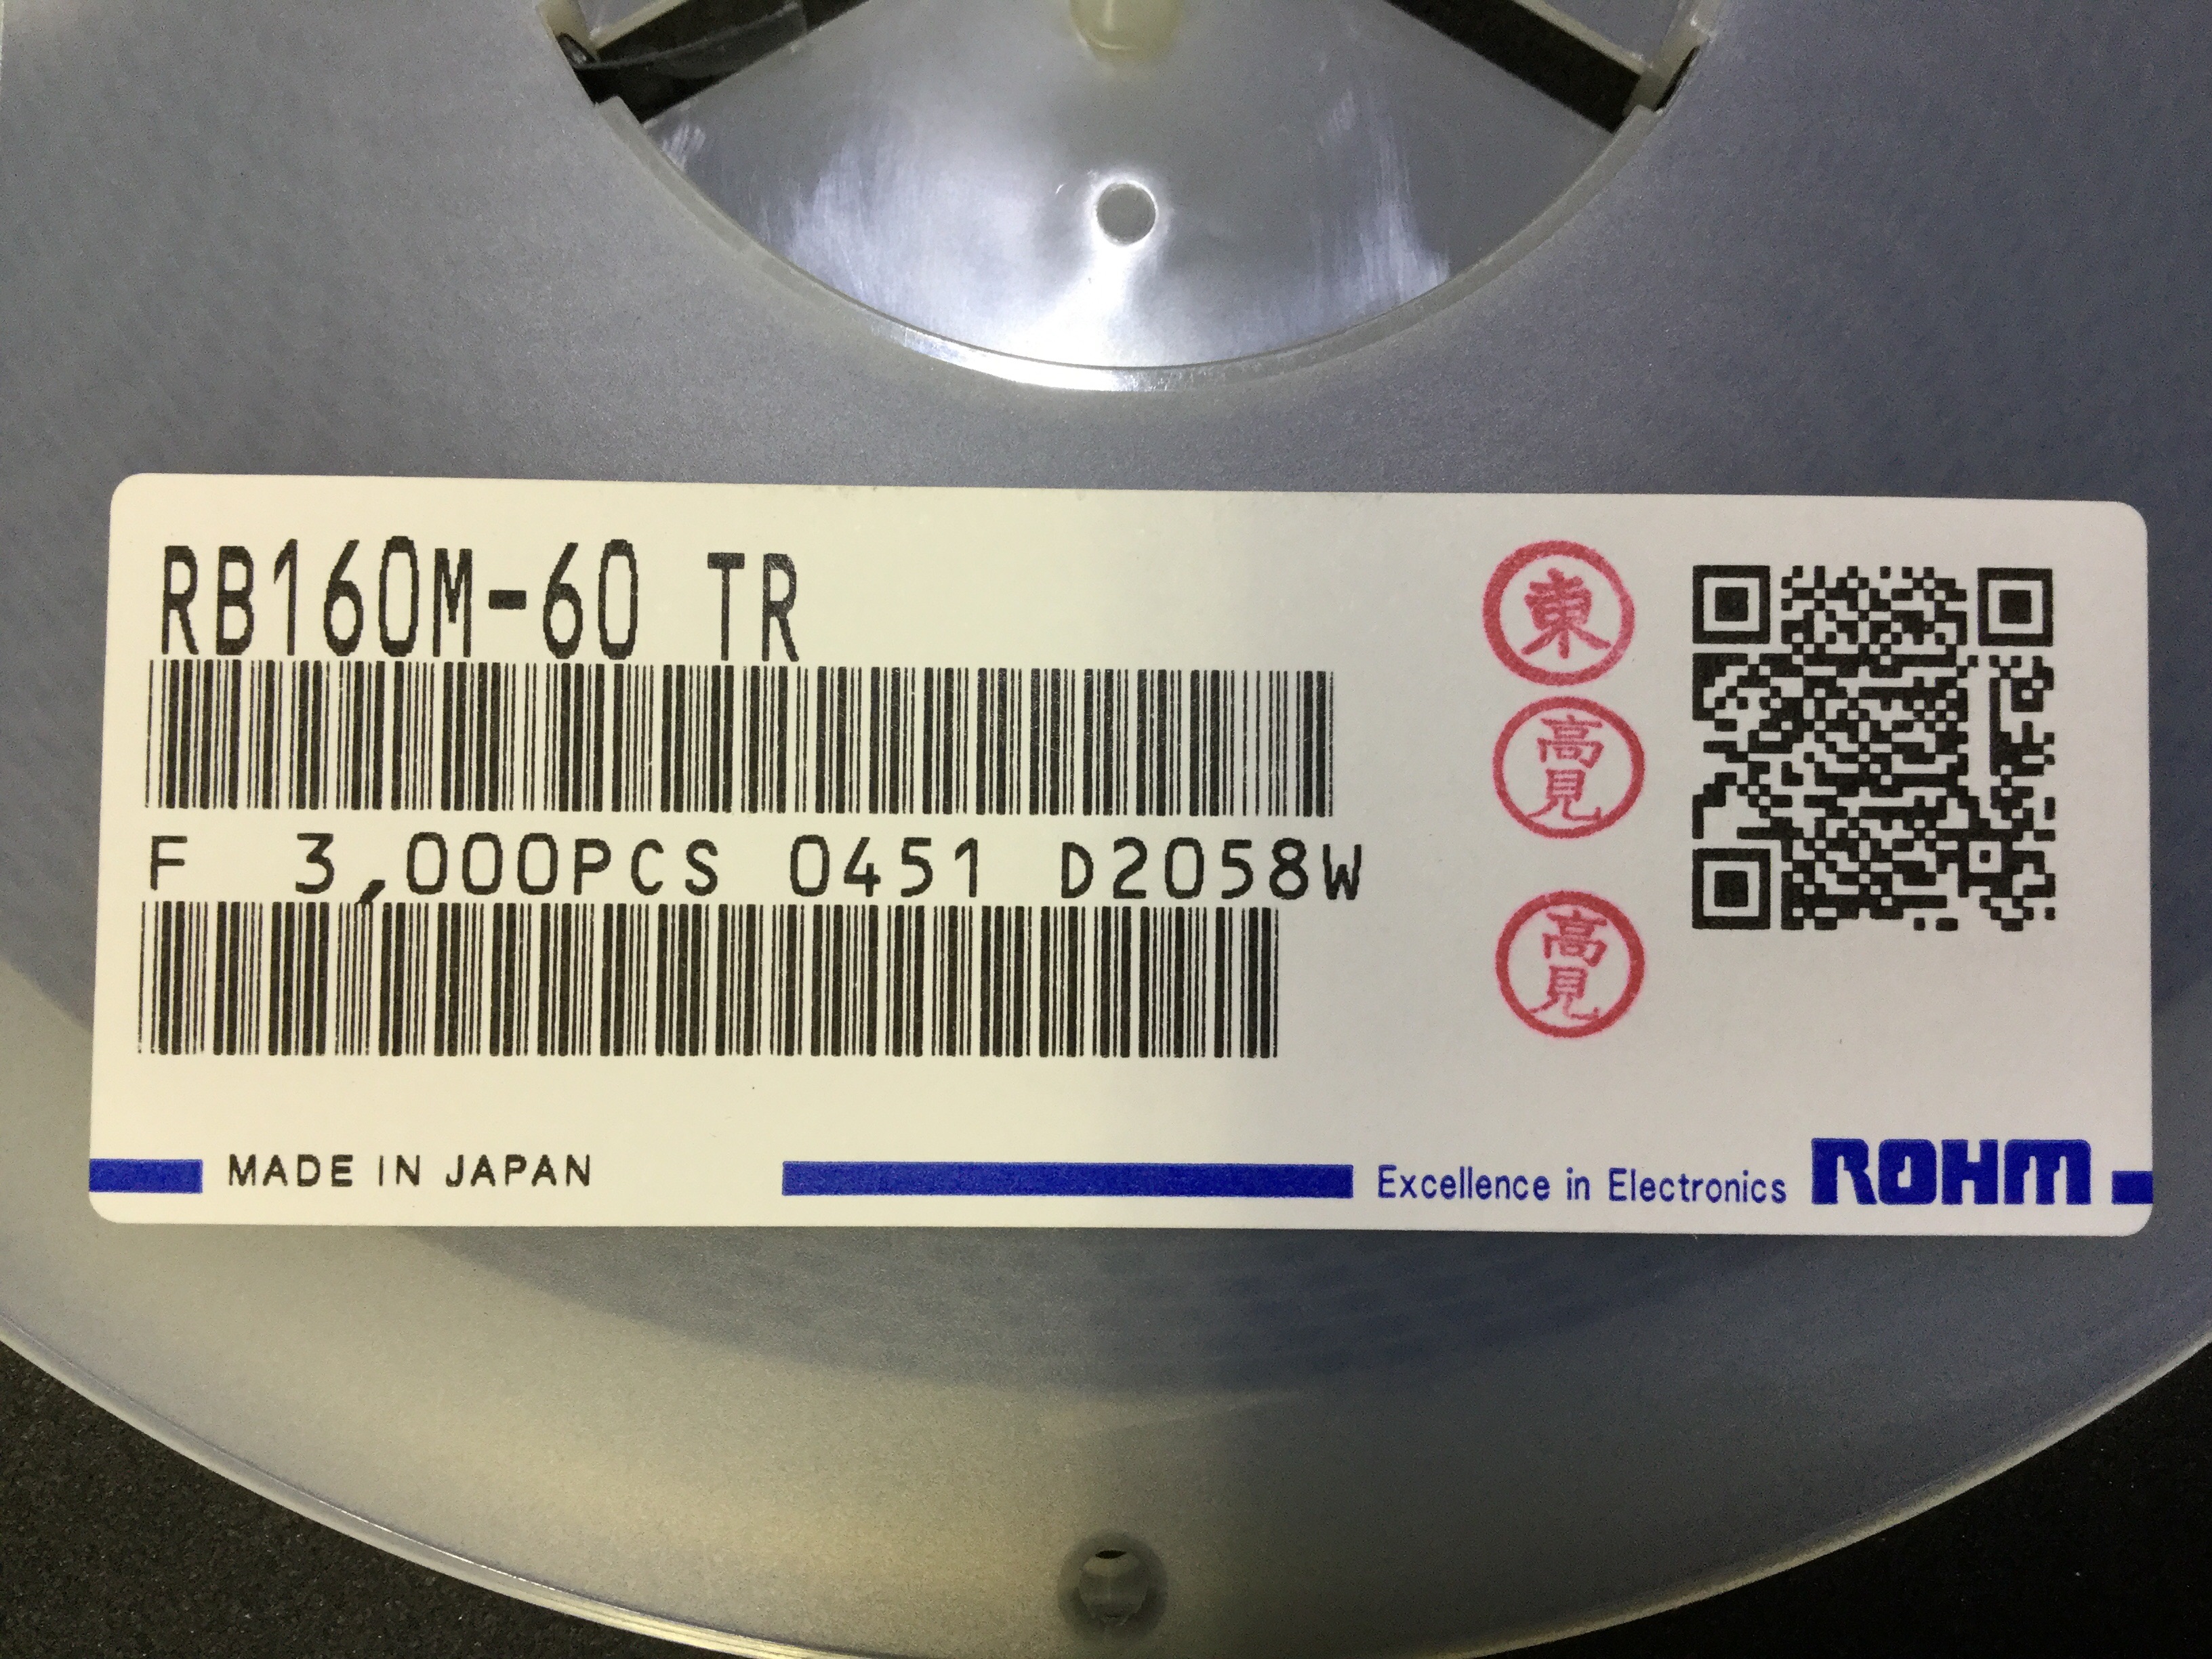 RB160M-60 TR
F 3,000PCS 0451 D2058W
東
高見
高見
MADE IN JAPAN
Excellence in Electronics ROHM